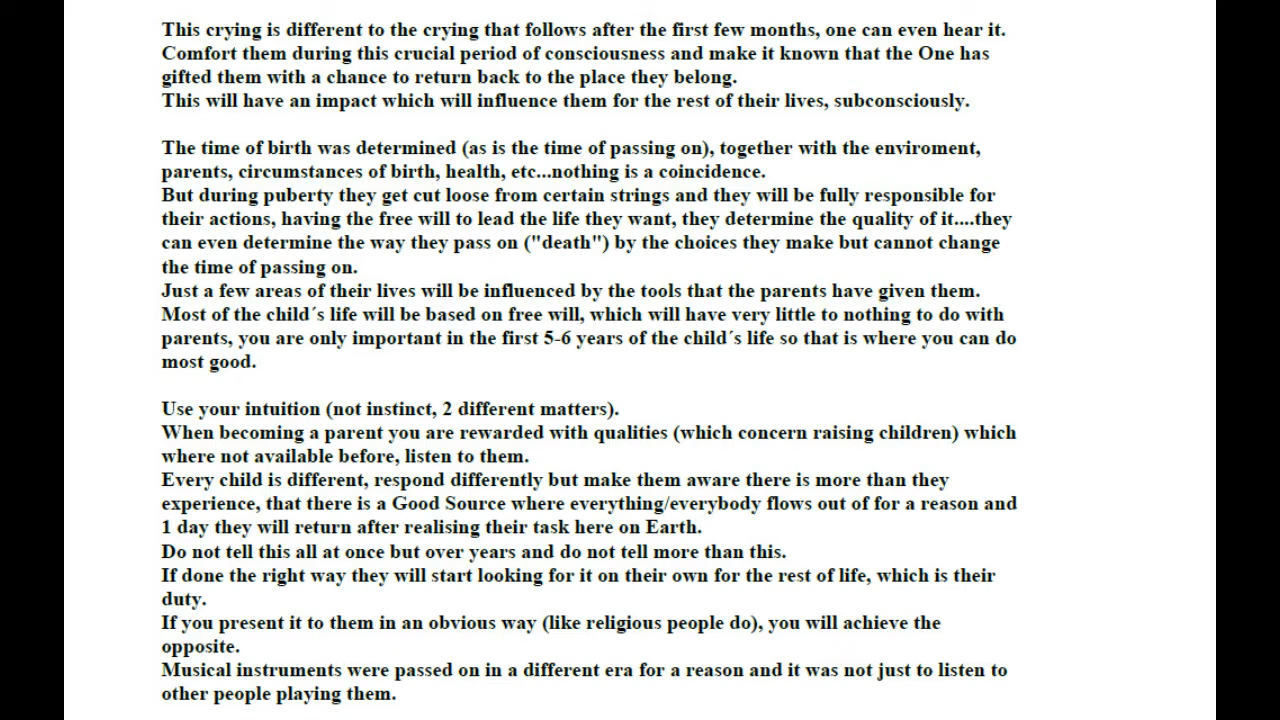 This crying is different to the crying that follows after the first few months, one can even hear it.
Comfort them during this crucial period of consciousness and make it known that the One has
gifted them with a chance to return back to the place they belong.
This will have an impact which will influence them for the rest of their lives, subconsciously.
The time of birth was determined (as is the time of passing on), together with the enviroment,
parents, circumstances of birth, health, etc...nothing is a coincidence.
But during puberty they get cut loose from certain strings and they will be fully responsible for
their actions, having the free will to lead the life they want, they determine the quality of it....they
can even determine the way they pass on ("death") by the choices they make but cannot change
the time of passing on.
Just a few areas of their lives will be influenced by the tools that the parents have given them.
Most of the child´s life will be based on free will, which will have very little to nothing to do with
parents, you are only important in the first 5-6 years of the child´s life so that is where you can do
most good.
Use your intuition (not instinct, 2 different matters).
When becoming a parent you are rewarded with qualities (which concern raising children) which
where not available before, listen to them.
Every child is different, respond differently but make them aware there is more than they
experience, that there is a Good Source where everything/everybody flows out of for a reason and
1 day they will return after realising their task here on Earth.
Do not tell this all at once but over years and do not tell more than this.
If done the right way they will start looking for it on their own for the rest of life, which is their
duty.
If you present it to them in an obvious way (like religious people do), you will achieve the
opposite.
Musical instruments were passed on in a different era for a reason and it was not just to listen to
other people playing them.